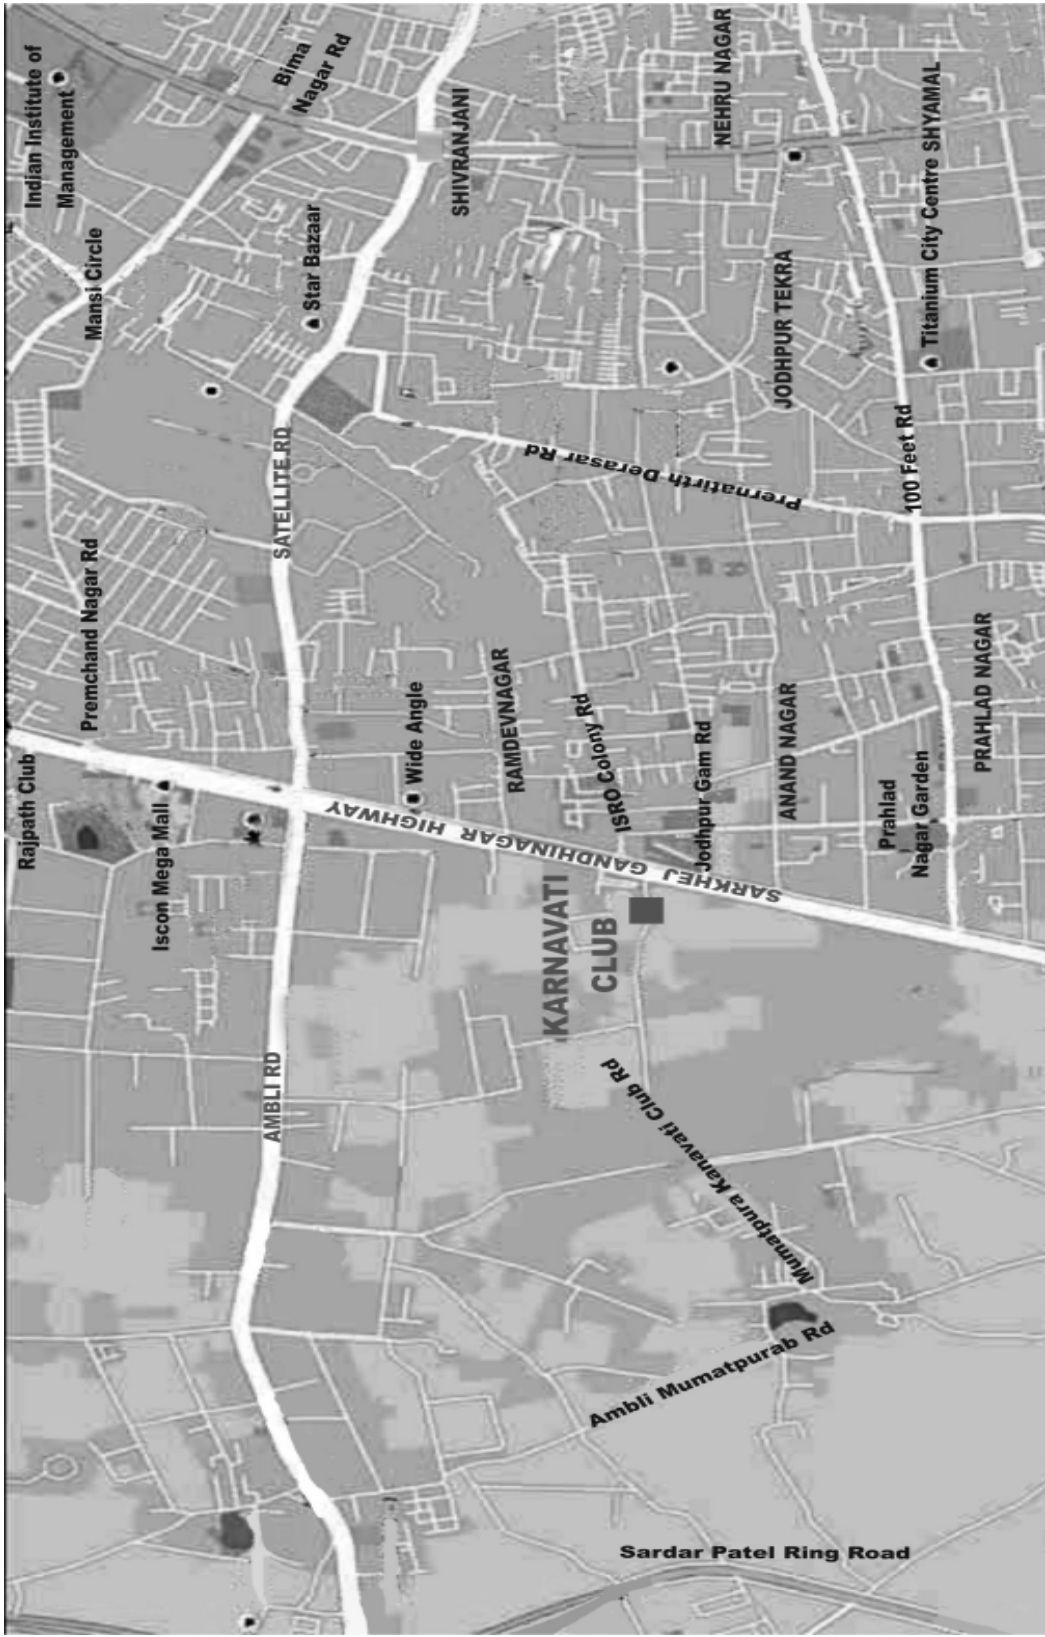 Indian Institute of
Management
Bima
Nagar Rd
Mansi Circle
Star Bazaar
SHIVRANJANI
NEHRU NAGAR
Titanium City Centre SHYAMAL
JODHPUR TEKRA
SATELLITE RD
Prernatirth Derasar Rd
100 Feet Rd
Premchand Nagar Rd
Rajpath Club
Iscon Mega Mall
Wide Angle
RAMDEVNAGAR
ISRO Colony Rd
Jodhpur Gam Rd
ANAND NAGAR
Prahlad
Nagar Garden
PRAHLAD NAGAR
SARKHEJ GANDHINAGAR HIGHWAY
KARNAVATI
CLUB
AMBLI RD
Mumatpura Kanavati Club Rd
Ambli Mumatpurab Rd
Sardar Patel Ring Road